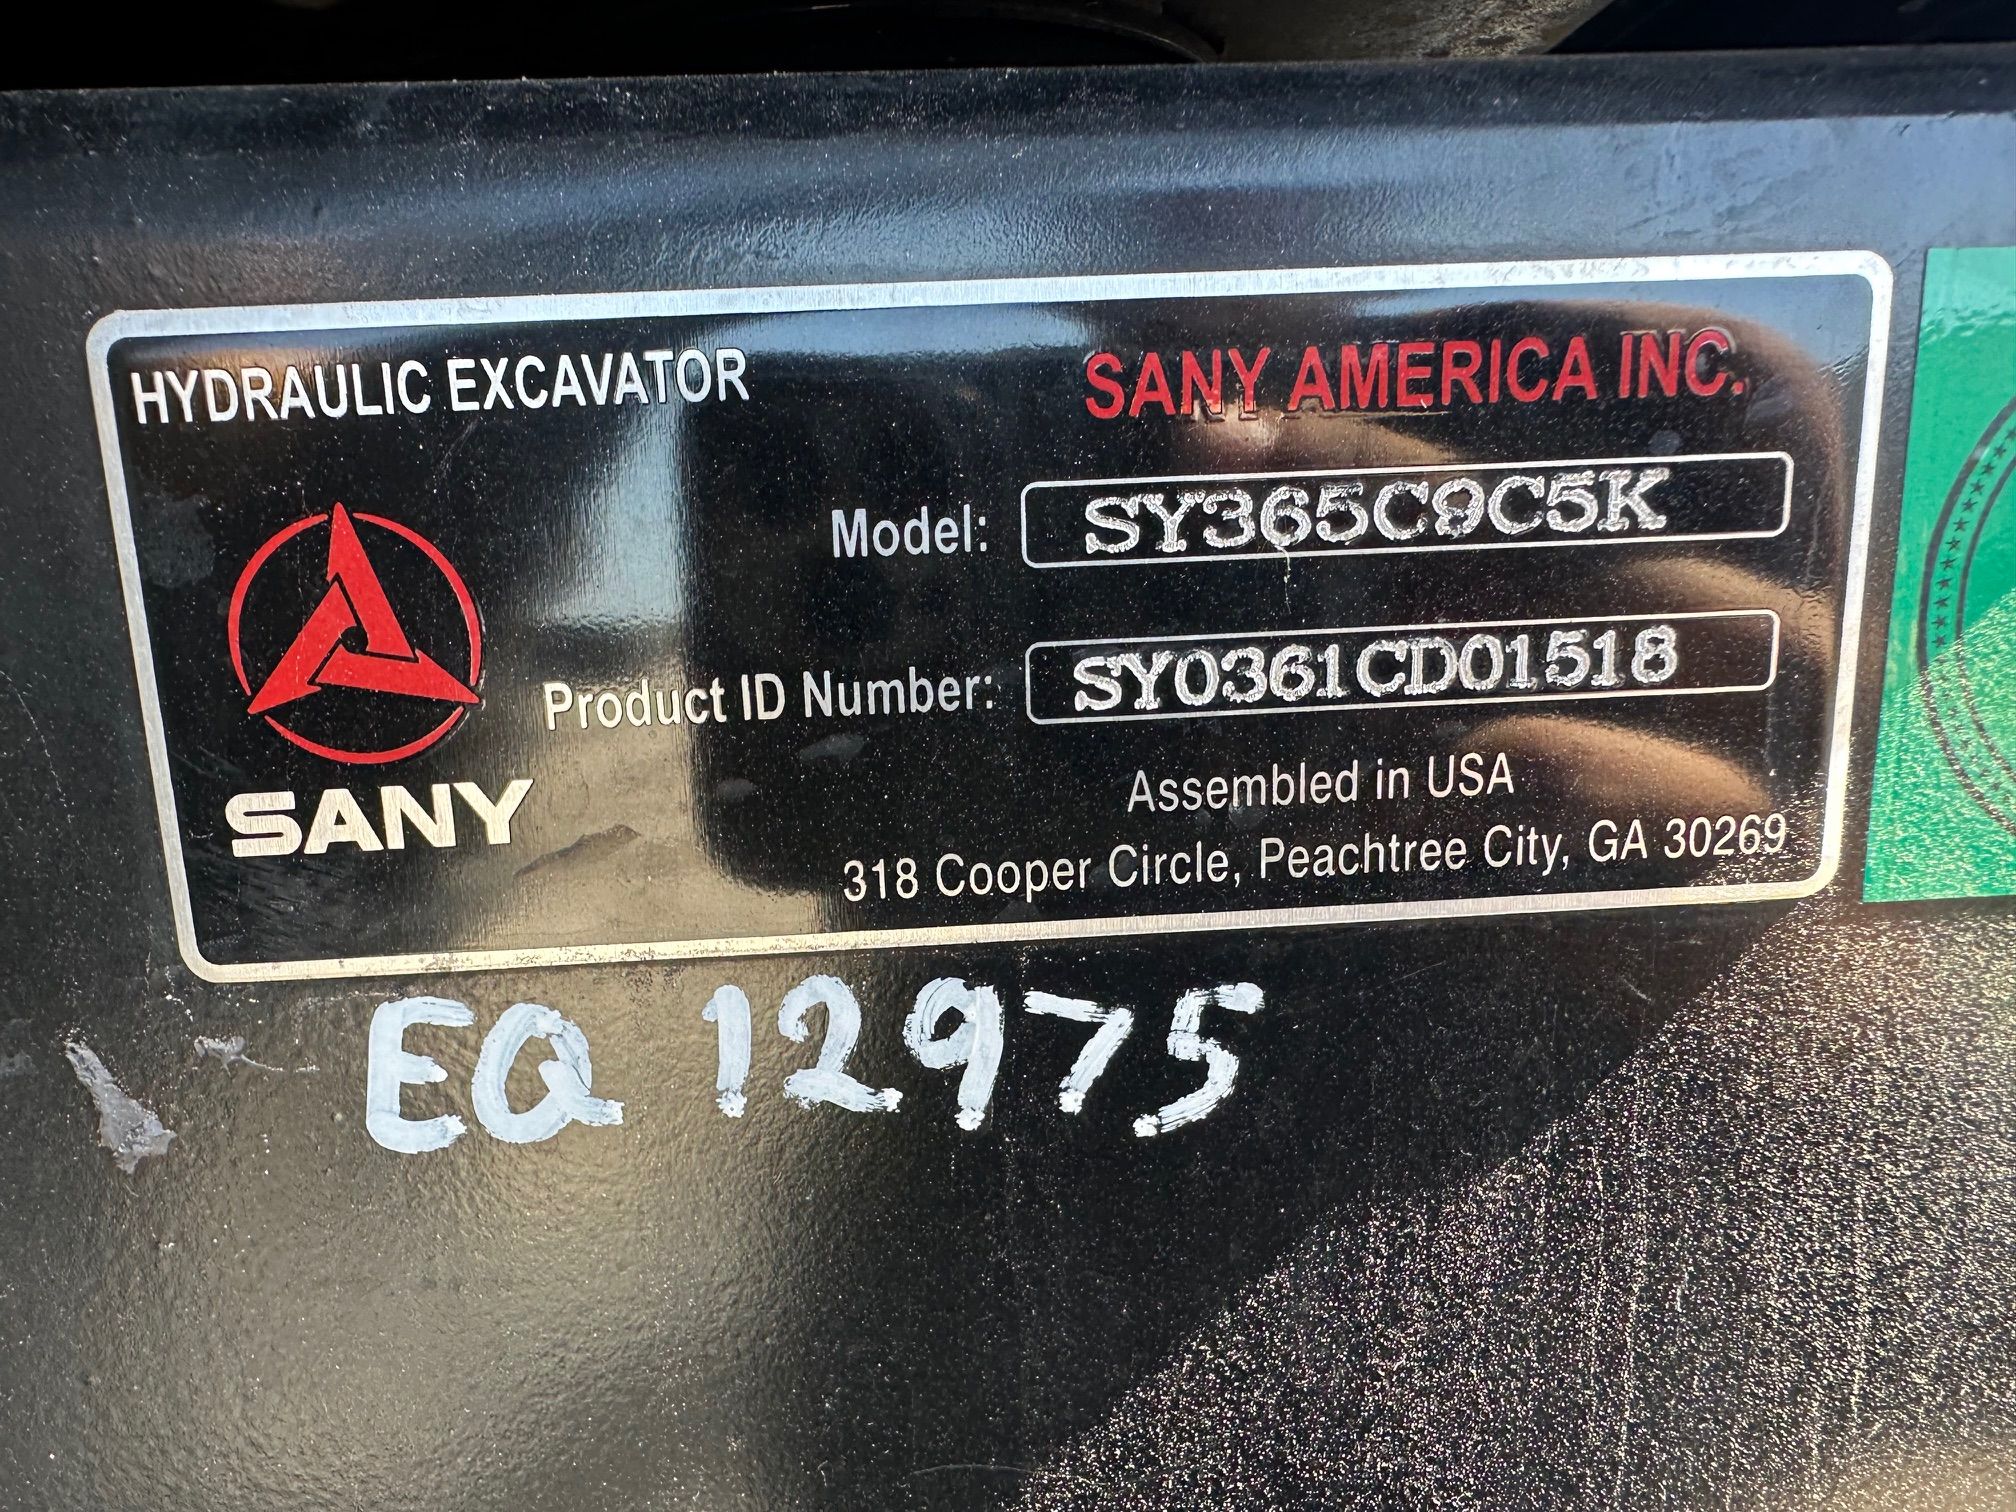 HYDRAULIC EXCAVATOR
SANY AMERICA INC.
Model: SY365C9C5K
Product ID Number: SY0361CD01518
SANY
Assembled in USA
318 Cooper Circle, Peachtree City, GA 30269
EQ 12975